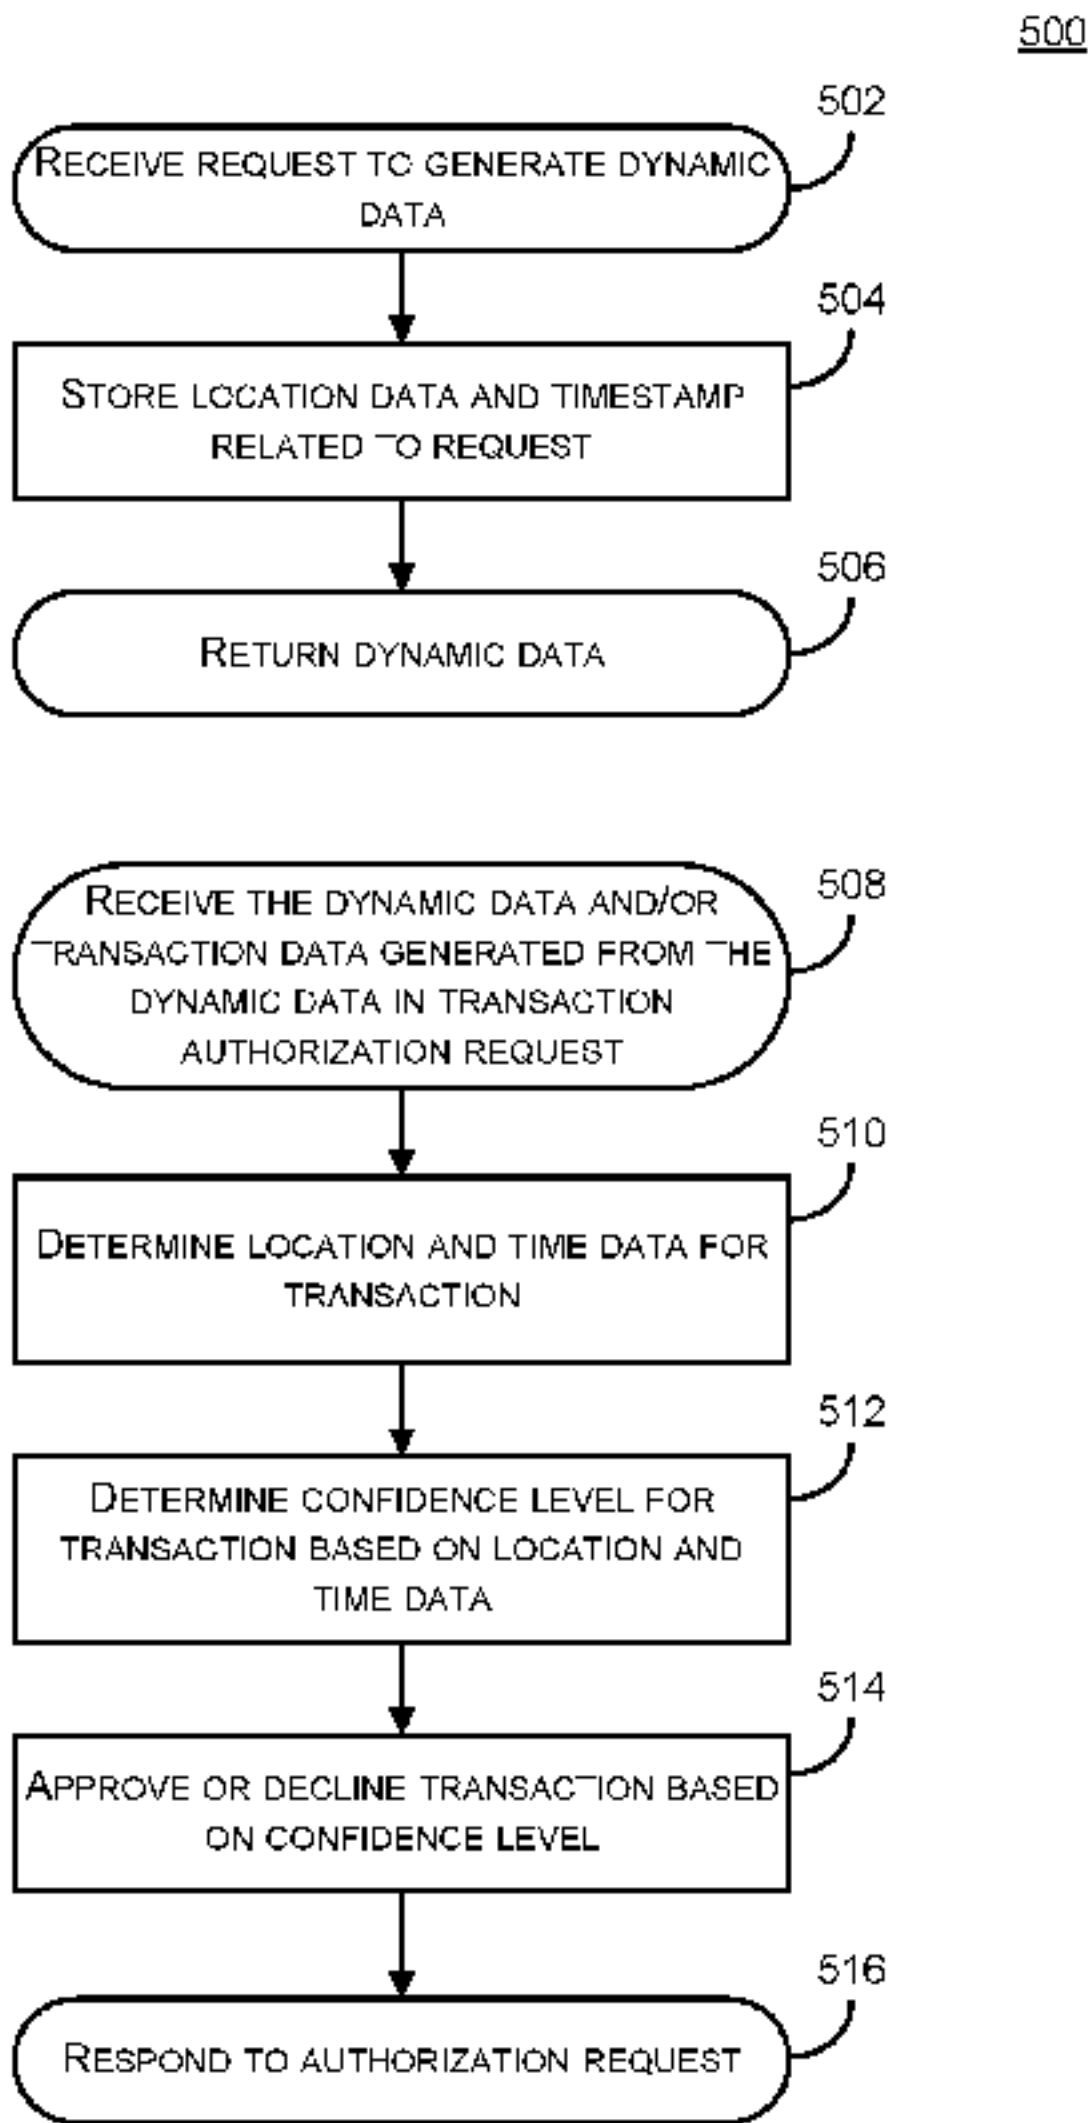 500
502
RECEIVE REQUEST TO GENERATE DYNAMIC
DATA
504
STORE LOCATION DATA AND TIMESTAMP
RELATED TO REQUEST
506
RETURN DYNAMIC DATA
508
RECEIVE THE DYNAMIC DATA AND/OR
TRANSACTION DATA GENERATED FROM THE
DYNAMIC DATA IN TRANSACTION
AUTHORIZATION REQUEST
510
DETERMINE LOCATION AND TIME DATA FOR
TRANSACTION
512
DETERMINE CONFIDENCE LEVEL FOR
TRANSACTION BASED ON LOCATION AND
TIME DATA
514
APPROVE OR DECLINE TRANSACTION BASED
ON CONFIDENCE LEVEL
516
RESPOND TO AUTHORIZATION REQUEST